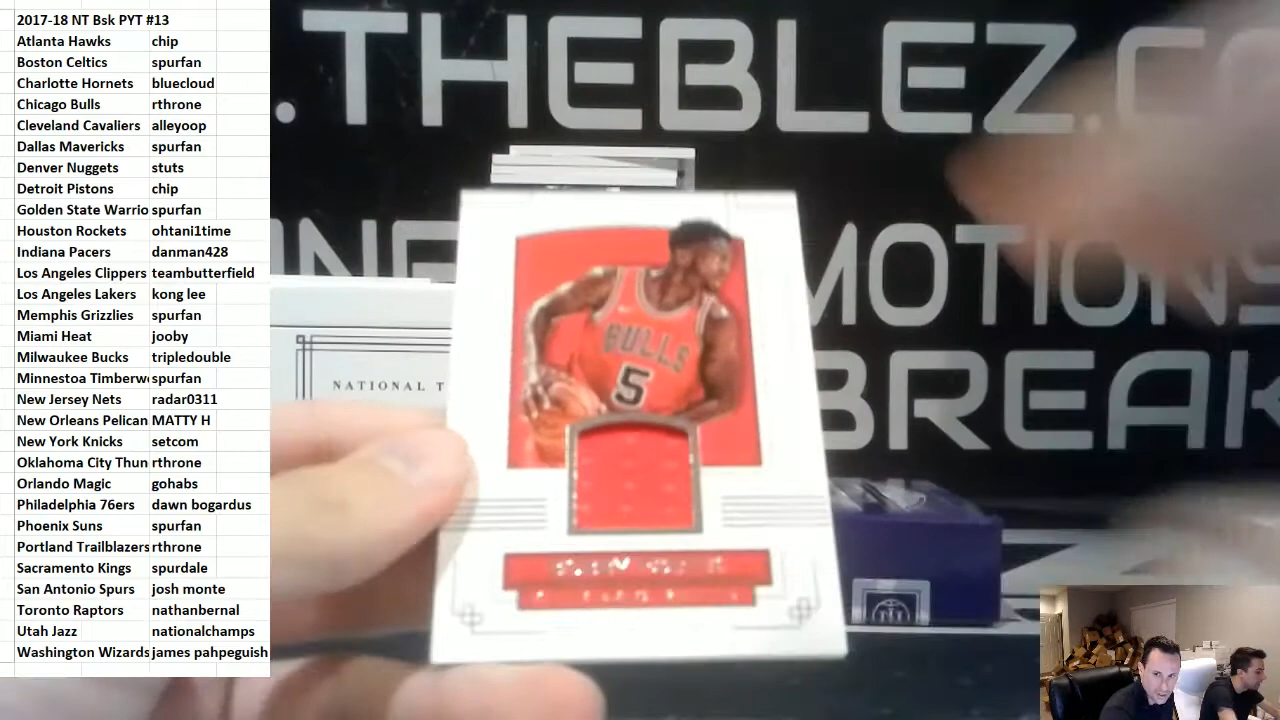 2017-18 NT Bsk PYT #13
Atlanta Hawks chip
Boston Celtics spurfan
Charlotte Hornets bluecloud
Chicago Bulls rthrone
Cleveland Cavaliers alleyoop
Dallas Mavericks spurfan
Denver Nuggets stuts
Detroit Pistons chip
Golden State Warrio spurfan
Houston Rockets ohtani1time
Indiana Pacers danman428
Los Angeles Clippers teambutterfield
Los Angeles Lakers kong lee
Memphis Grizzlies spurfan
Miami Heat jooby
Milwaukee Bucks tripledouble
Minnestoa Timberw spurfan
New Jersey Nets radar0311
New Orleans Pelican MATTY H
New York Knicks setcom
Oklahoma City Thun rthrone
Orlando Magic gohabs
Philadelphia 76ers dawn bogardus
Phoenix Suns spurfan
Portland Trailblazers rthrone
Sacramento Kings spurdale
San Antonio Spurs josh monte
Toronto Raptors nathanbernal
Utah Jazz nationalchamps
Washington Wizards james pahpeguish
.THEBLEZ.C
MOTIONS
BREAK
NATIONAL T
BULLS
5